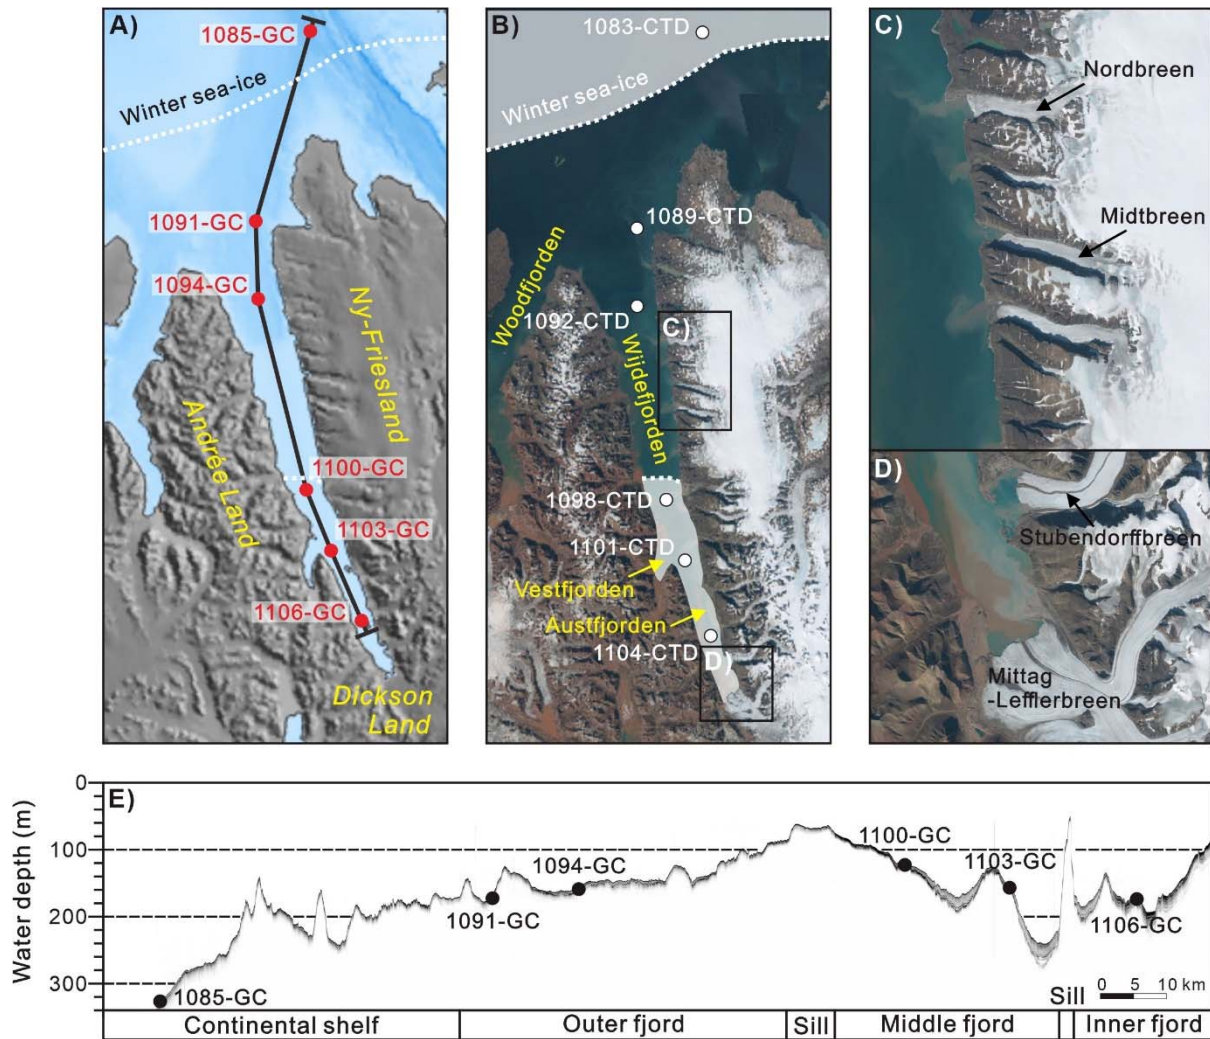 A)
1085-GC
Winter sea-ice
1091-GC
1094-GC
Ny-Friesland
Andrée Land
1100-GC
1103-GC
1106-GC
Dickson
Land
B)
1083-CTD
Winter sea-ice
1089-CTD
Woodfjorden
1092-CTD
C)
Wijdefjorden
1098-CTD
1101-CTD
Vestfjorden
Austfjorden
1104-CTD
D)
C)
Nordbreen
Midtbreen
D)
Stubendorffbreen
Mittag
-Lefflerbreen
E)
Water depth (m)
0
100
200
300
1085-GC
1091-GC
1094-GC
1100-GC
1103-GC
1106-GC
Sill
0 5 10 km
Continental shelf
Outer fjord
Sill
Middle fjord
Inner fjord